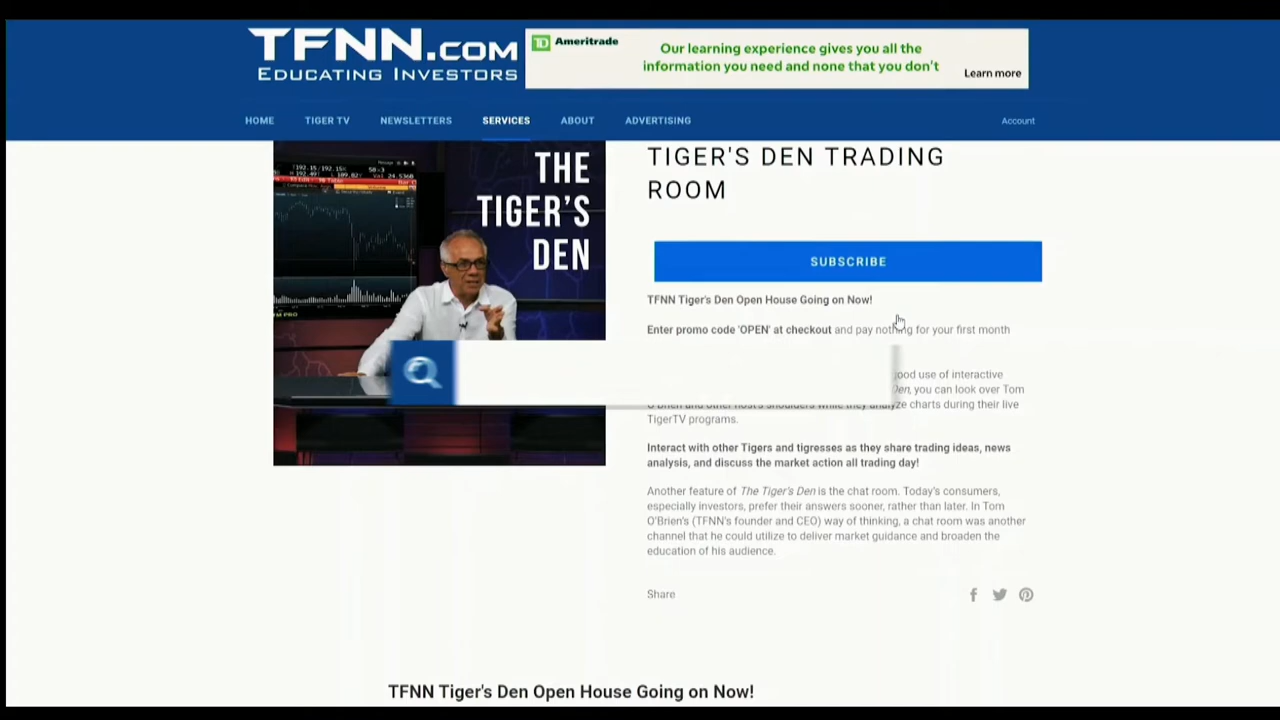 TFNN.COM
EDUCATING INVESTORS
TD Ameritrade
Our learning experience gives you all the
information you need and none that you don't
Learn more
HOME
TIGER TV
NEWSLETTERS
SERVICES
ABOUT
ADVERTISING
Account
THE
TIGER'S
DEN
TIGER'S DEN TRADING
ROOM
SUBSCRIBE
TFNN Tiger's Den Open House Going on Now!
Enter promo code 'OPEN' at checkout and pay nothing for your first month
good use of interactive
Den, you can look over Tom
O'Brien and other host's shoulders while they analyze charts during their live
TigerTV programs.
Interact with other Tigers and tigresses as they share trading ideas, news
analysis, and discuss the market action all trading day!
Another feature of The Tiger's Den is the chat room. Today's consumers,
especially investors, prefer their answers sooner, rather than later. In Tom
O'Brien's (TFNN's founder and CEO) way of thinking, a chat room was another
channel that he could utilize to deliver market guidance and broaden the
education of his audience.
Share
TFNN Tiger's Den Open House Going on Now!